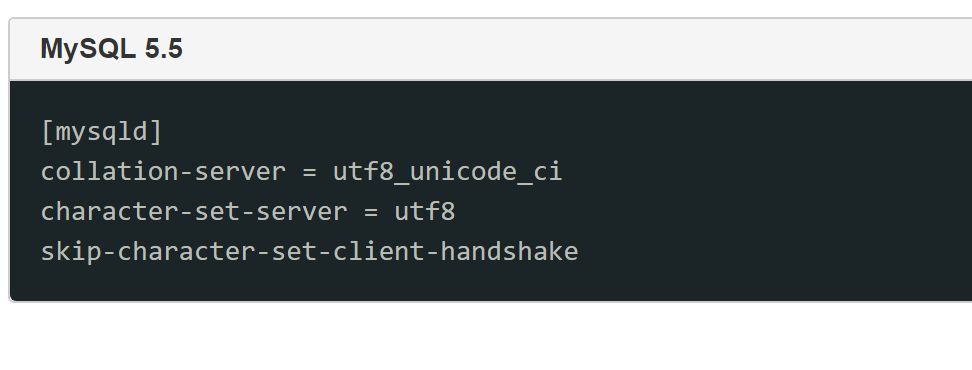 MySQL 5.5
[mysqld]
collation-server = utf8_unicode_ci
character-set-server = utf8
skip-character-set-client-handshake